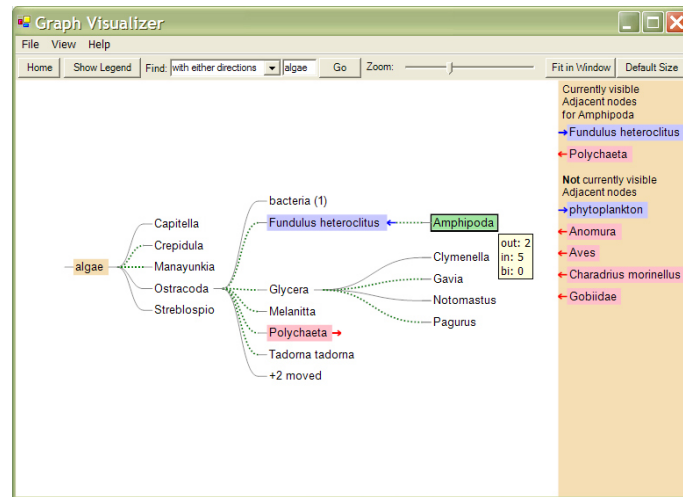 Graph Visualizer
File View Help
Home Show Legend Find: with either directions algae Go Zoom: Fit in Window Default Size
Currently visible
Adjacent nodes
for Amphipoda
Fundulus heteroclitus
Polychaeta
Not currently visible
Adjacent nodes
phytoplankton
Anomura
Aves
Charadrius morinellus
Gobiidae
algae
Capitella
Crepidula
Manayunkia
Ostracoda
Streblospio
bacteria (1)
Fundulus heteroclitus
Glycera
Melanitta
Polychaeta
Tadorna tadorna
+2 moved
Amphipoda
out: 2
in: 5
bi: 0
Clymenella
Gavia
Notomastus
Pagurus